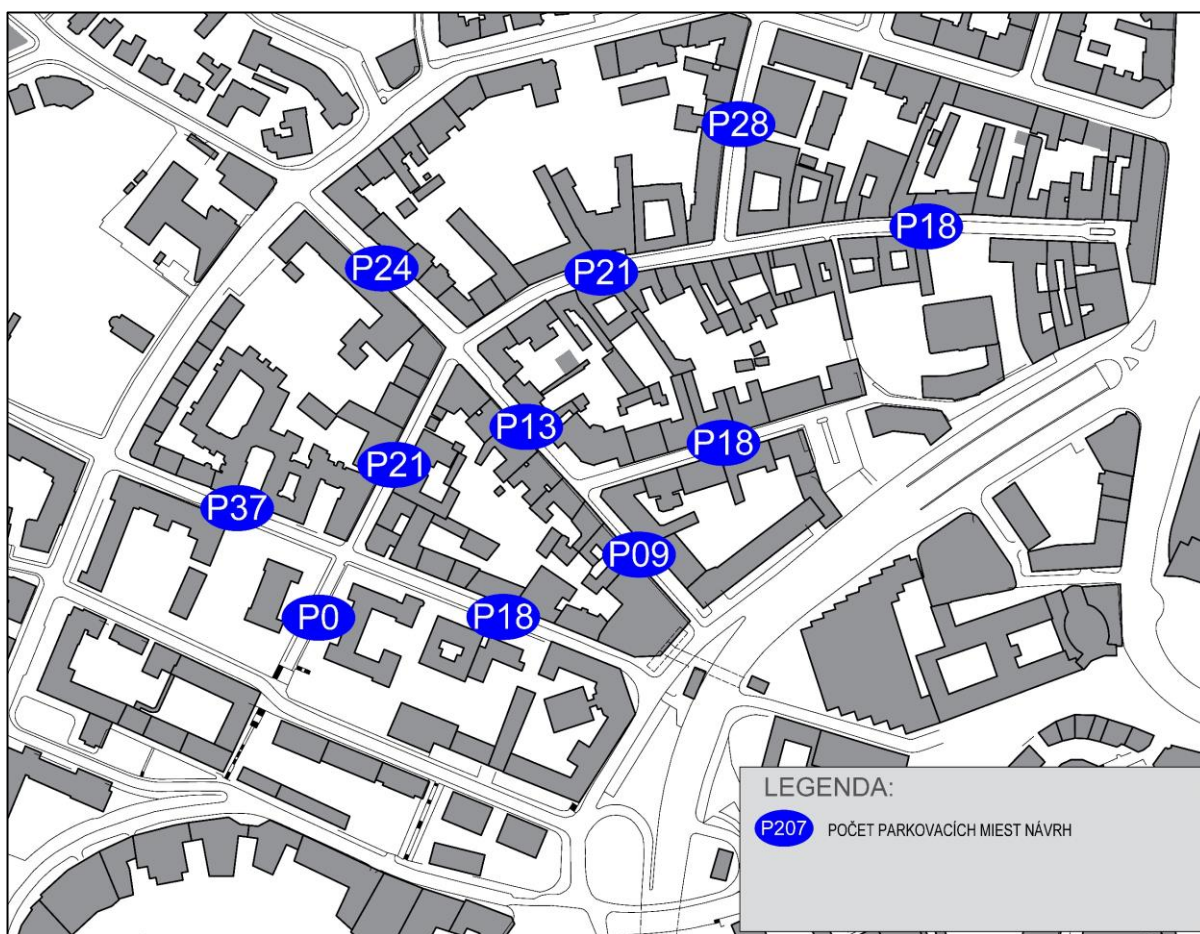 P28
P18
P24
P21
P13
P18
P21
P37
P09
P0
P18
LEGENDA:
P207 POČET PARKOVACÍCH MIEST NÁVRH